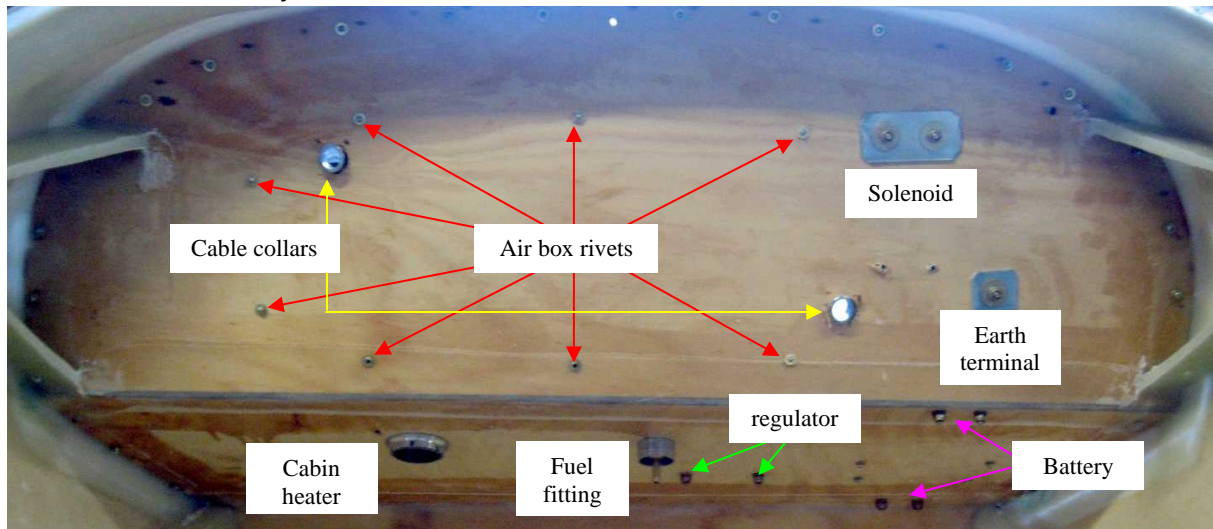 Solenoid
Cable collars
Air box rivets
Earth
terminal
regulator
Cabin
heater
Fuel
fitting
Battery